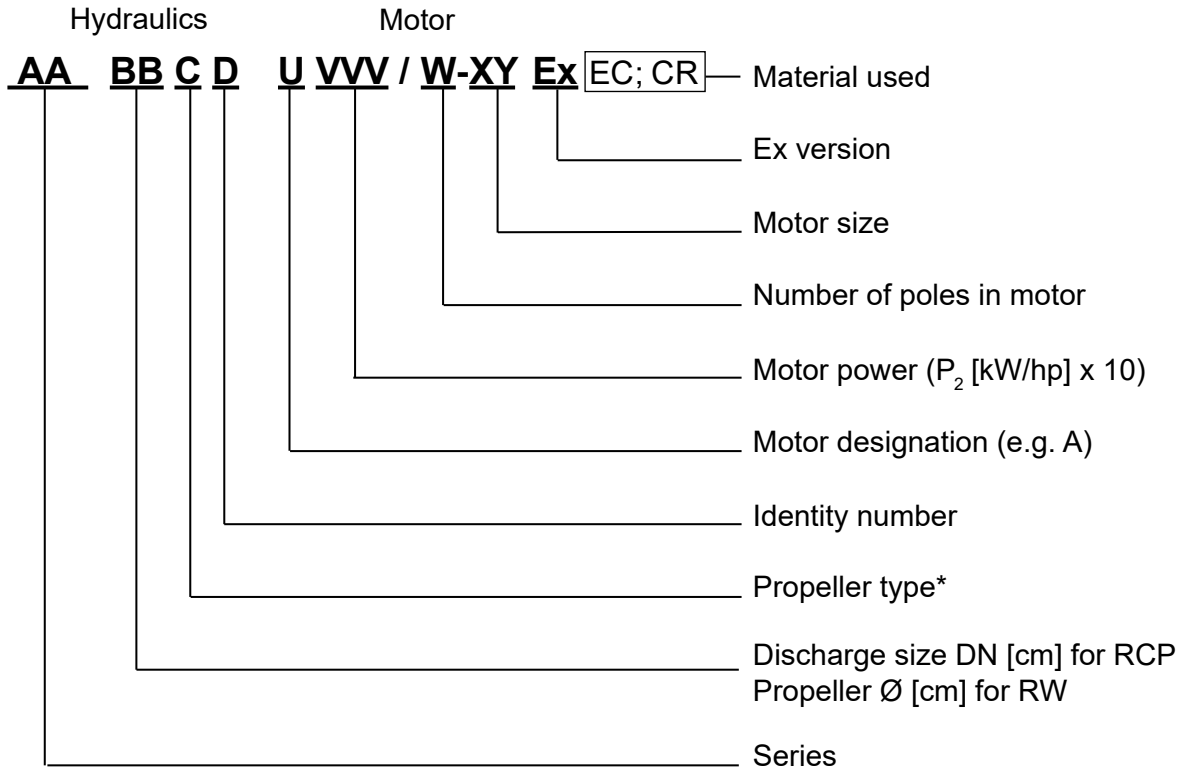 Hydraulics Motor
AA BB C D U VVV / W-XY Ex EC; CR Material used
Ex version
Motor size
Number of poles in motor
Motor power (P2 [kW/hp] x 10)
Motor designation (e.g. A)
Identity number
Propeller type*
Discharge size DN [cm] for RCP
Propeller Ø [cm] for RW
Series